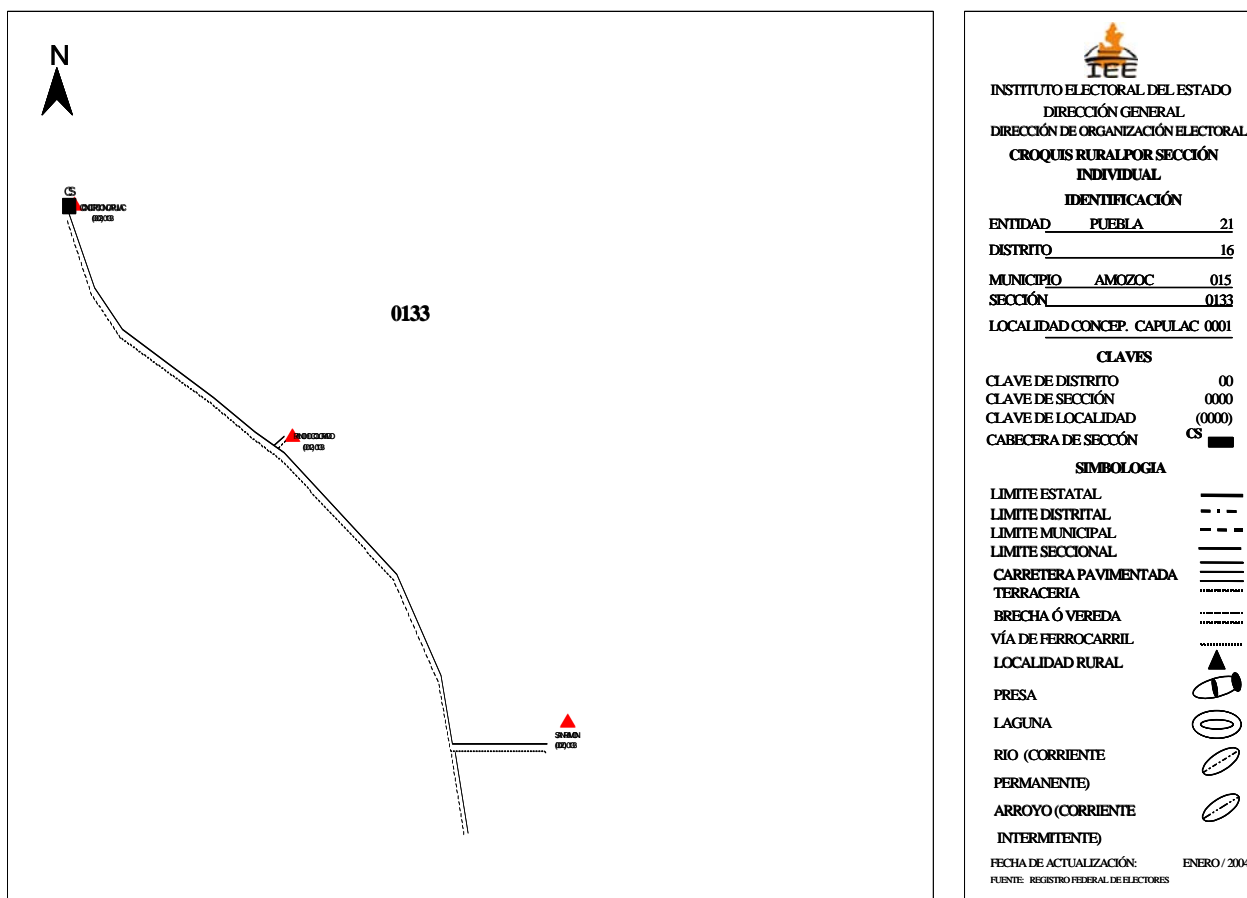 N
CS
0133
SAN RAMON
IEE
INSTITUTO ELECTORAL DEL ESTADO
DIRECCIÓN GENERAL
DIRECCIÓN DE ORGANIZACIÓN ELECTORAL
CROQUIS RURALPOR SECCIÓN
INDIVIDUAL
IDENTIFICACIÓN
ENTIDAD PUEBLA 21
DISTRITO 16
MUNICIPIO AMOZOC 015
SECCIÓN 0133
LOCALIDAD CONCEP. CAPULAC 0001
CLAVES
CLAVE DE DISTRITO 00
CLAVE DE SECCIÓN 0000
CLAVE DE LOCALIDAD (0000)
CABECERA DE SECCÓN CS
SIMBOLOGIA
LIMITE ESTATAL
LIMITE DISTRITAL
LIMITE MUNICIPAL
LIMITE SECCIONAL
CARRETERA PAVIMENTADA
TERRACERIA
BRECHA Ó VEREDA
VÍA DE FERROCARRIL
LOCALIDAD RURAL
PRESA
LAGUNA
RIO (CORRIENTE
PERMANENTE)
ARROYO (CORRIENTE
INTERMITENTE)
FECHA DE ACTUALIZACIÓN: ENERO / 2004
FUENTE: REGISTRO FEDERAL DE ELECTORES